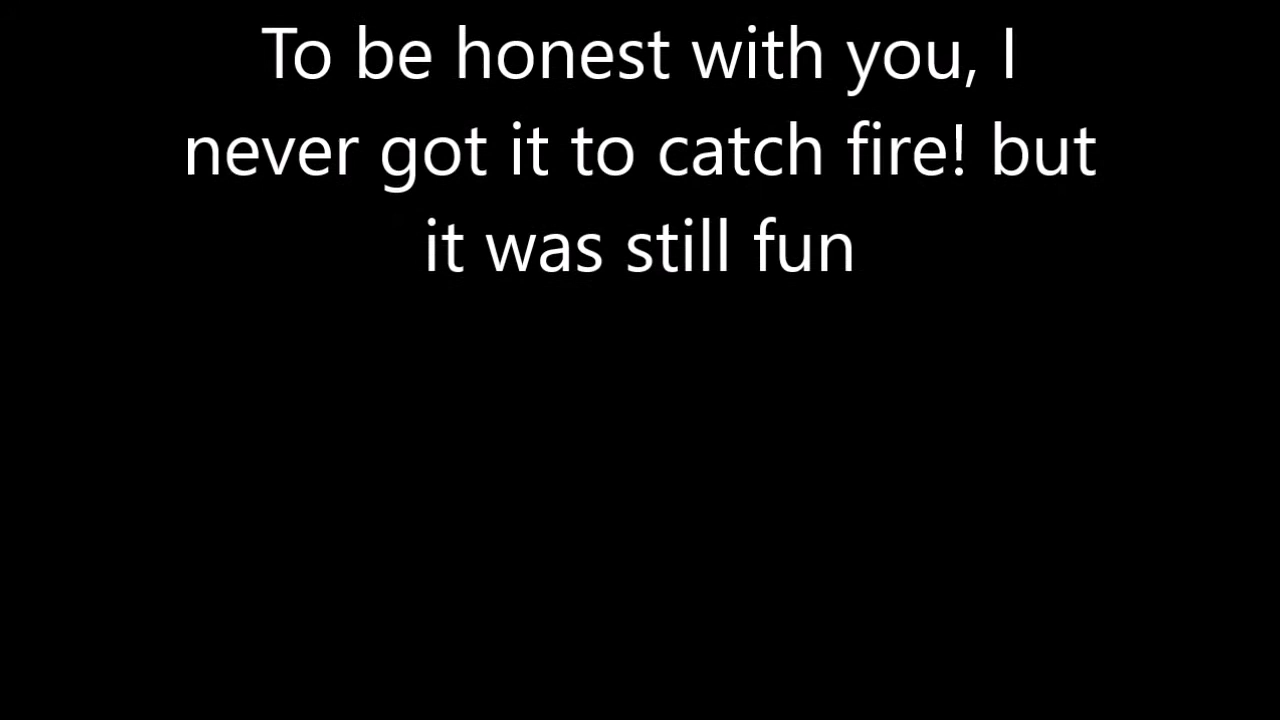 To be honest with you, I
never got it to catch fire! but
it was still fun